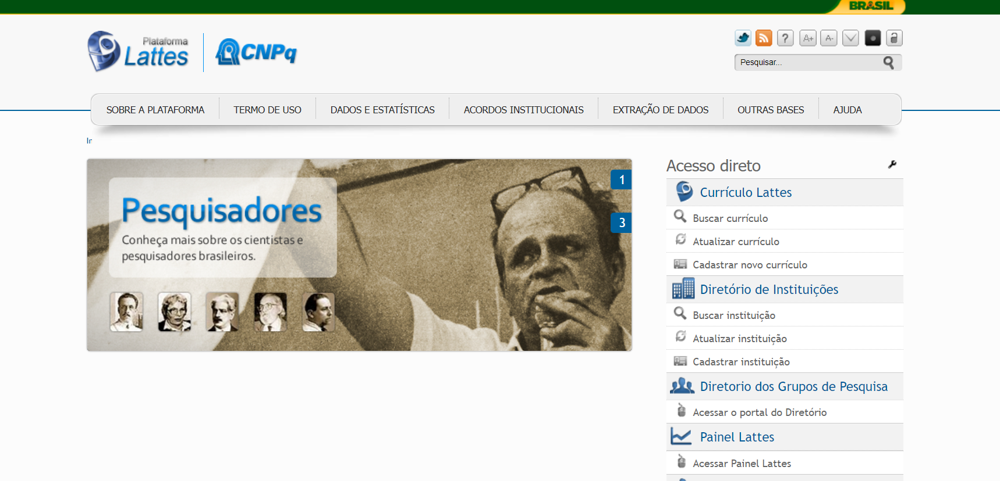 BRASIL
Plataforma
Lattes
CNPq
A+
A-
Pesquisar...
SOBRE A PLATAFORMA
TERMO DE USO
DADOS E ESTATÍSTICAS
ACORDOS INSTITUCIONAIS
EXTRAÇÃO DE DADOS
OUTRAS BASES
AJUDA
In
Pesquisadores
Conheça mais sobre os cientistas e
pesquisadores brasileiros.
1
3
Acesso direto
Currículo Lattes
Buscar currículo
Atualizar currículo
Cadastrar novo currículo
Diretório de Instituições
Buscar instituição
Atualizar instituição
Cadastrar instituição
Diretorio dos Grupos de Pesquisa
Acessar o portal do Diretório
Painel Lattes
Acessar Painel Lattes